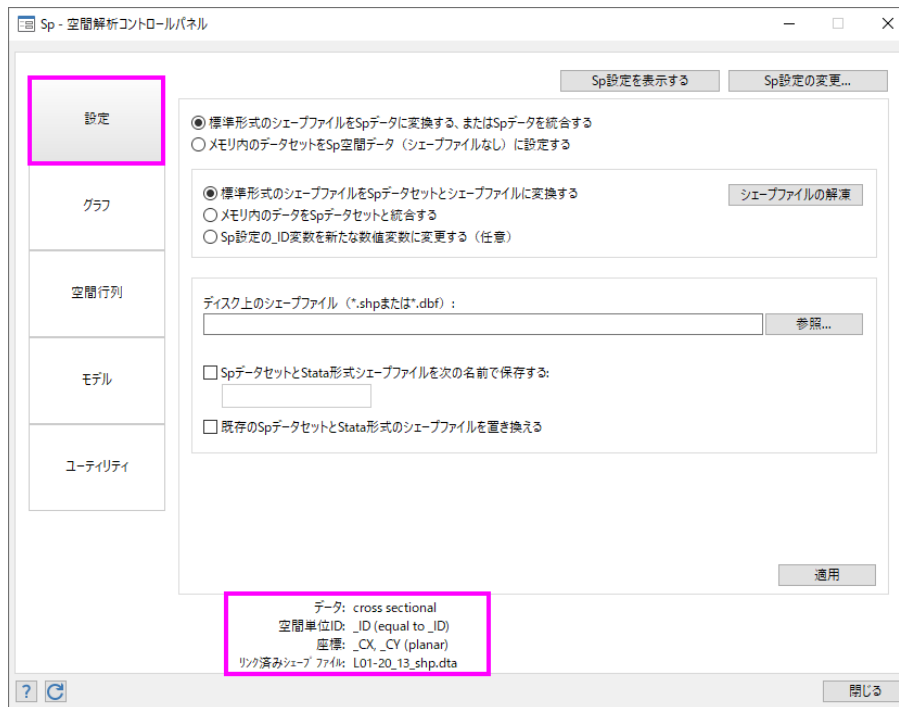 Sp - 空間解析コントロールパネル
Sp設定を表示する
Sp設定の変更...
設定
グラフ
空間行列
モデル
ユーティリティ
標準形式のシェープファイルをSpデータに変換する、またはSpデータを統合する
メモリ内のデータセットをSp空間データ（シェープファイルなし）に設定する
標準形式のシェープファイルをSpデータセットとシェープファイルに変換する
シェープファイルの解凍
メモリ内のデータをSpデータセットと統合する
Sp設定の_ID変数を新たな数値変数に変更する（任意）
ディスク上のシェープファイル（*.shpまたは*.dbf）:
参照...
SpデータセットとStata形式シェープファイルを次の名前で保存する:
既存のSpデータセットとStata形式のシェープファイルを置き換える
適用
データ: cross sectional
空間単位ID: _ID (equal to _ID)
座標: _CX, _CY (planar)
リンク済みシェープ ファイル: L01-20_13_shp.dta
?
閉じる